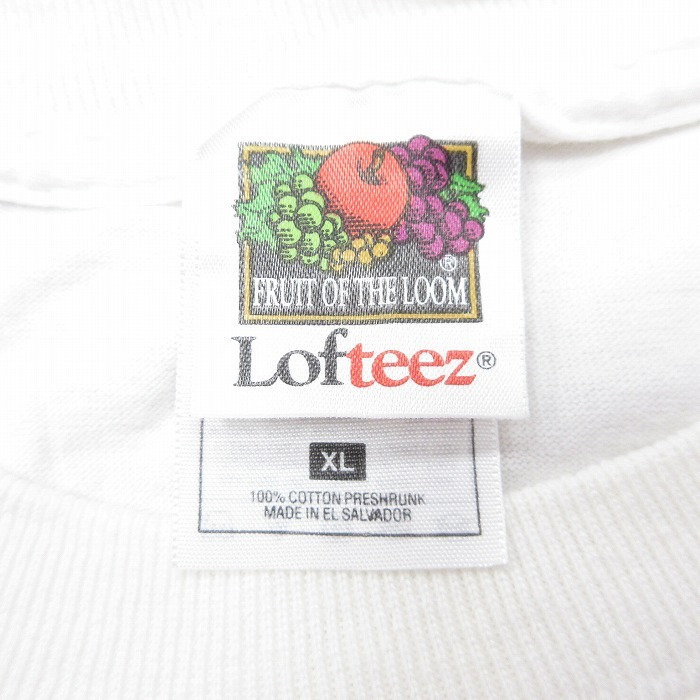 ®
FRUIT OF THE LOOM
Lofteez®
XL
100% COTTON PRESHRUNK
MADE IN EL SALVADOR